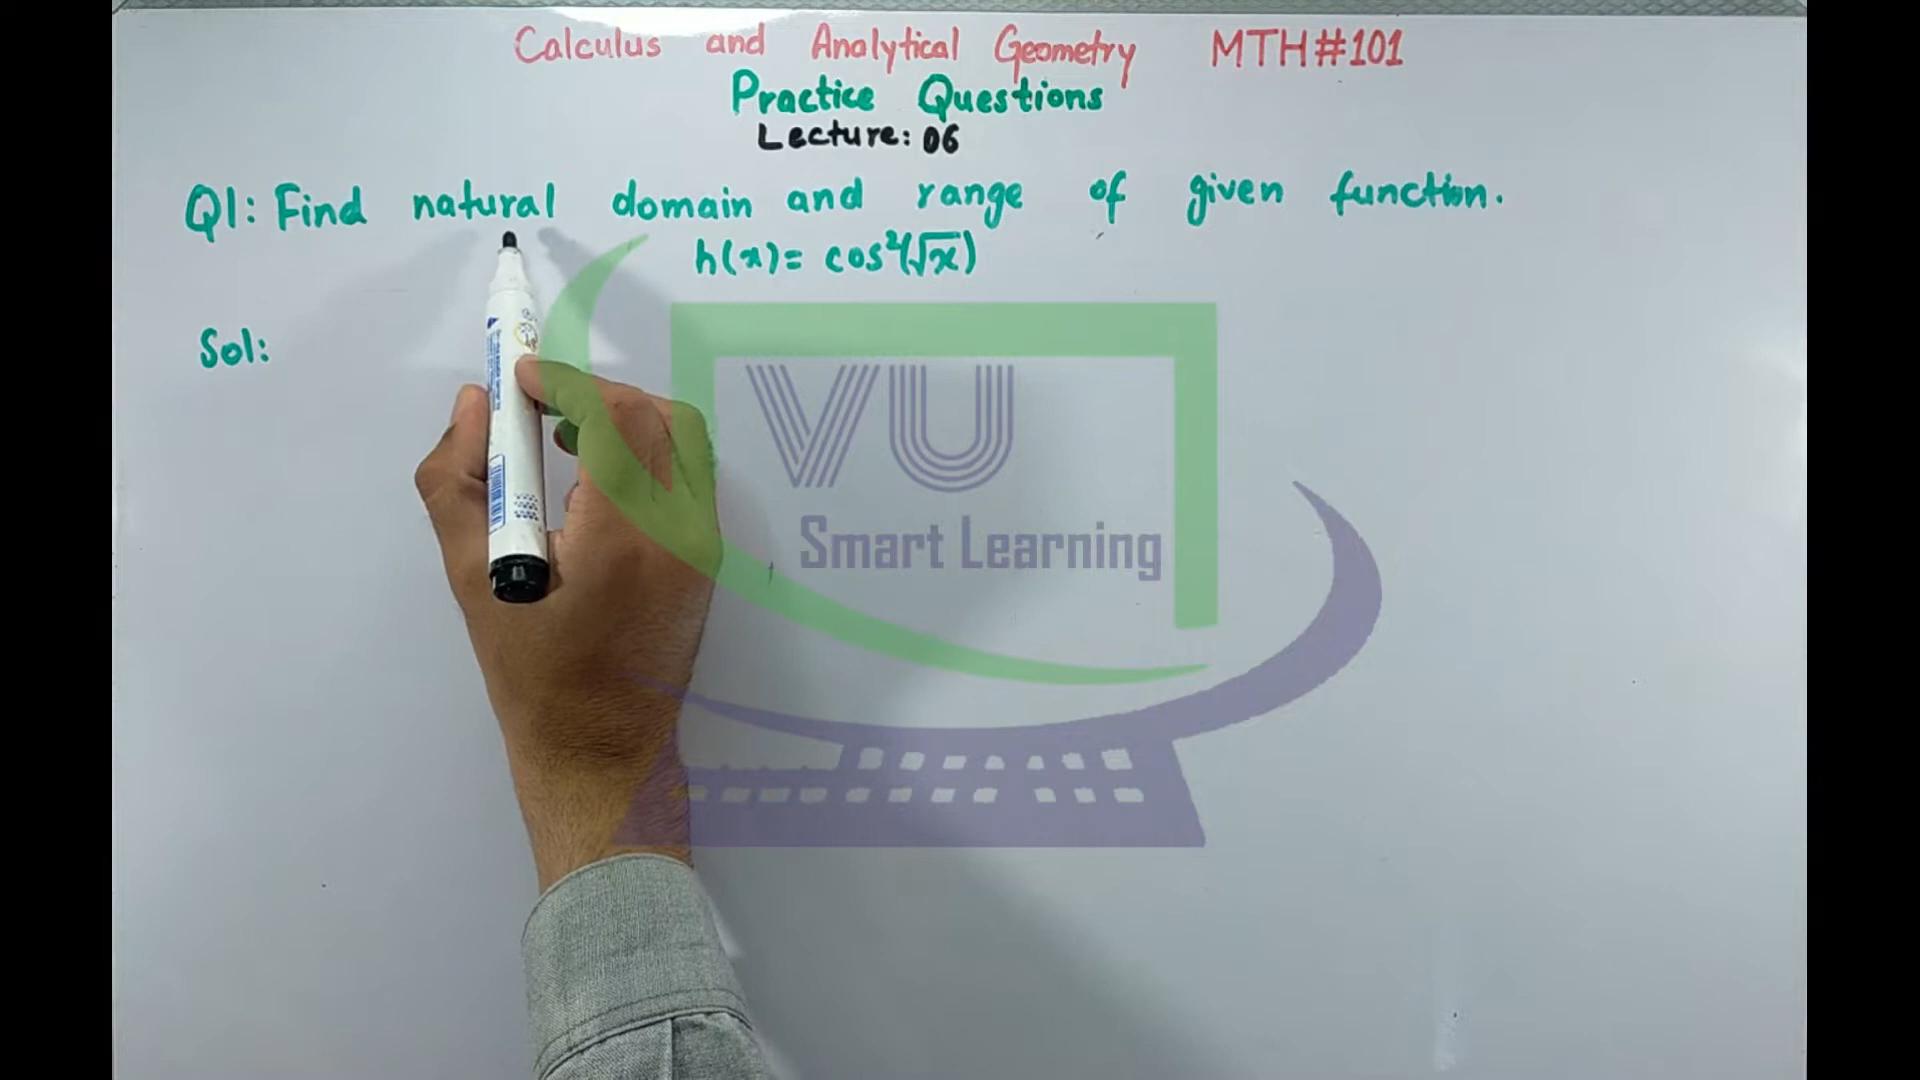 Calculus and Analytical Geometry MTH#101
Practice Questions
Lecture: 06
Q1: Find natural domain and range of given function.
h(x) = cos²(√x)
Sol:
VU
Smart Learning